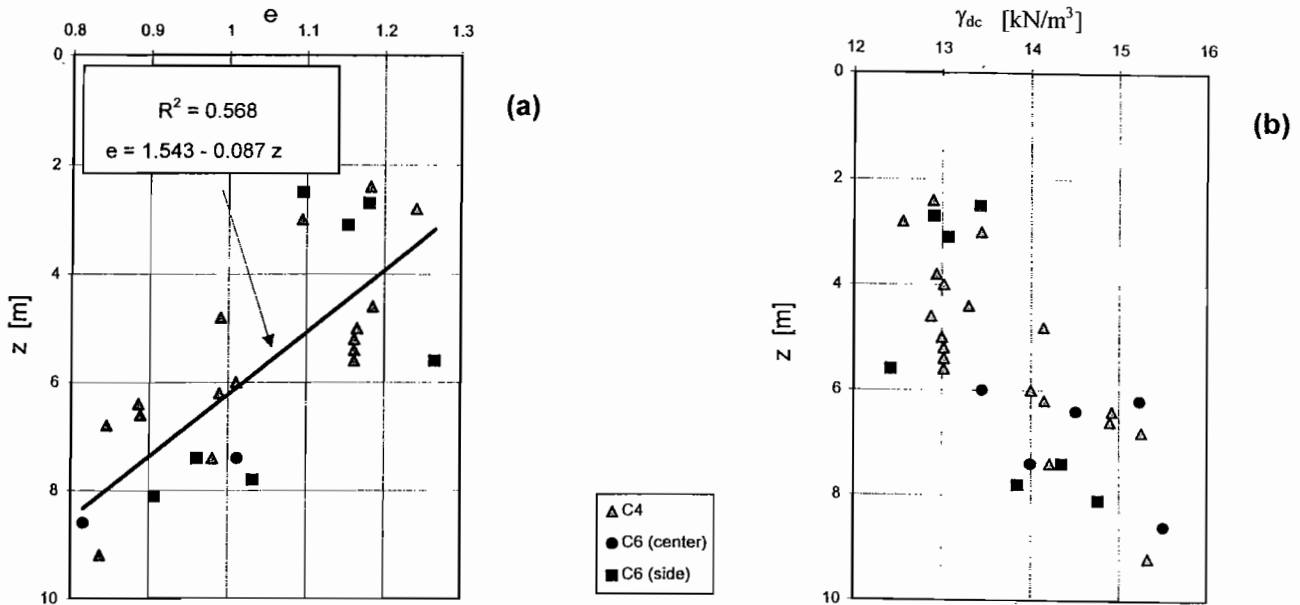 e
0.8 0.9 1 1.1 1.2 1.3
0
2
4
6
8
10
z [m]
R² = 0.568
e = 1.543 - 0.087 z
(a)
C4
C6 (center)
C6 (side)
γdc [kN/m³]
12 13 14 15 16
0
2
4
6
8
10
z [m]
(b)